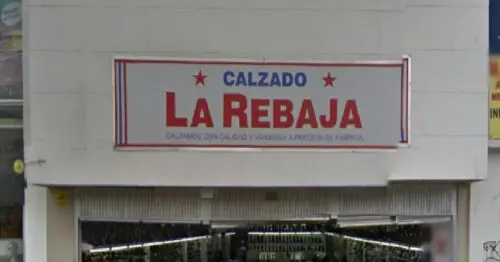 CALZADO
LA REBAJA
CALZAMOS CON CALIDAD Y VARIEDAD A PRECIOS DE FABRICA